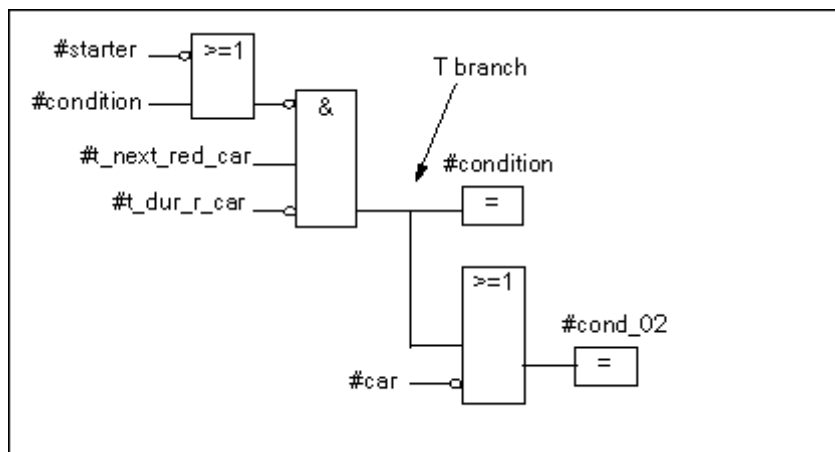 #starter
>=1
#condition
&
T branch
#t_next_red_car
#condition
#t_dur_r_car
=
>=1
#cond_02
#car
=